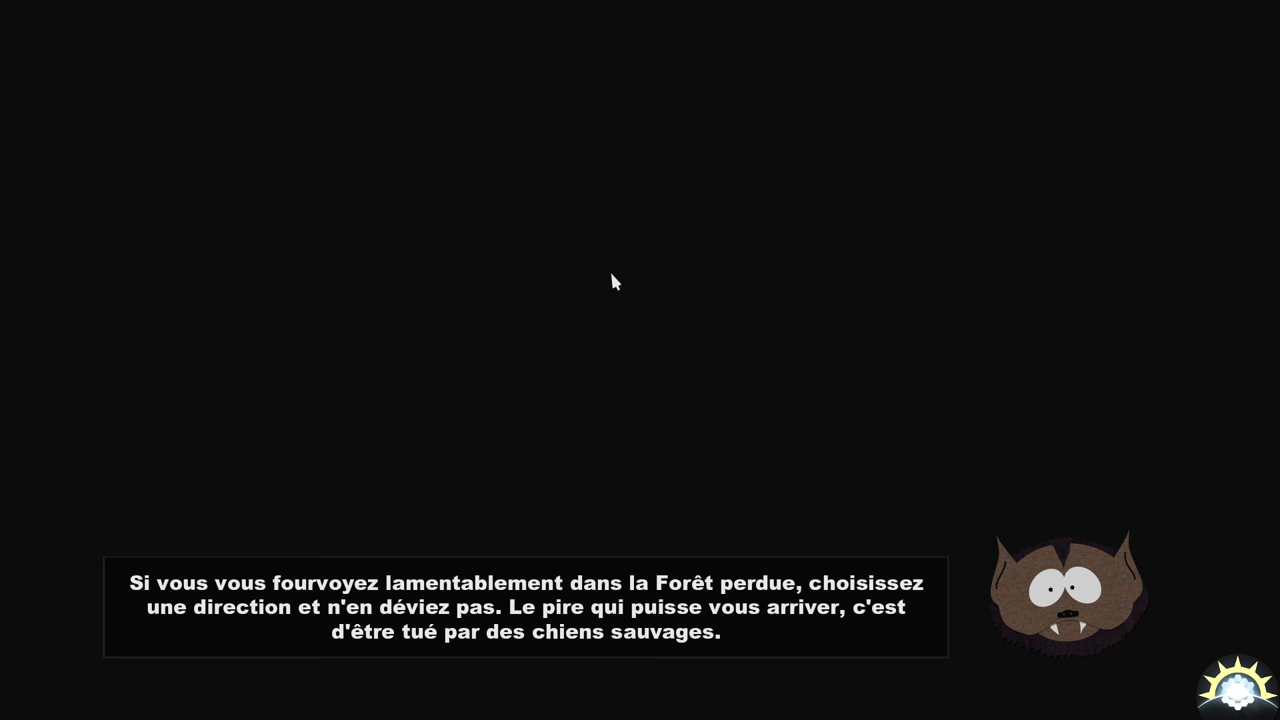 Si vous vous fourvoyez lamentablement dans la Forêt perdue, choisissez
une direction et n'en déviez pas. Le pire qui puisse vous arriver, c'est
d'être tué par des chiens sauvages.